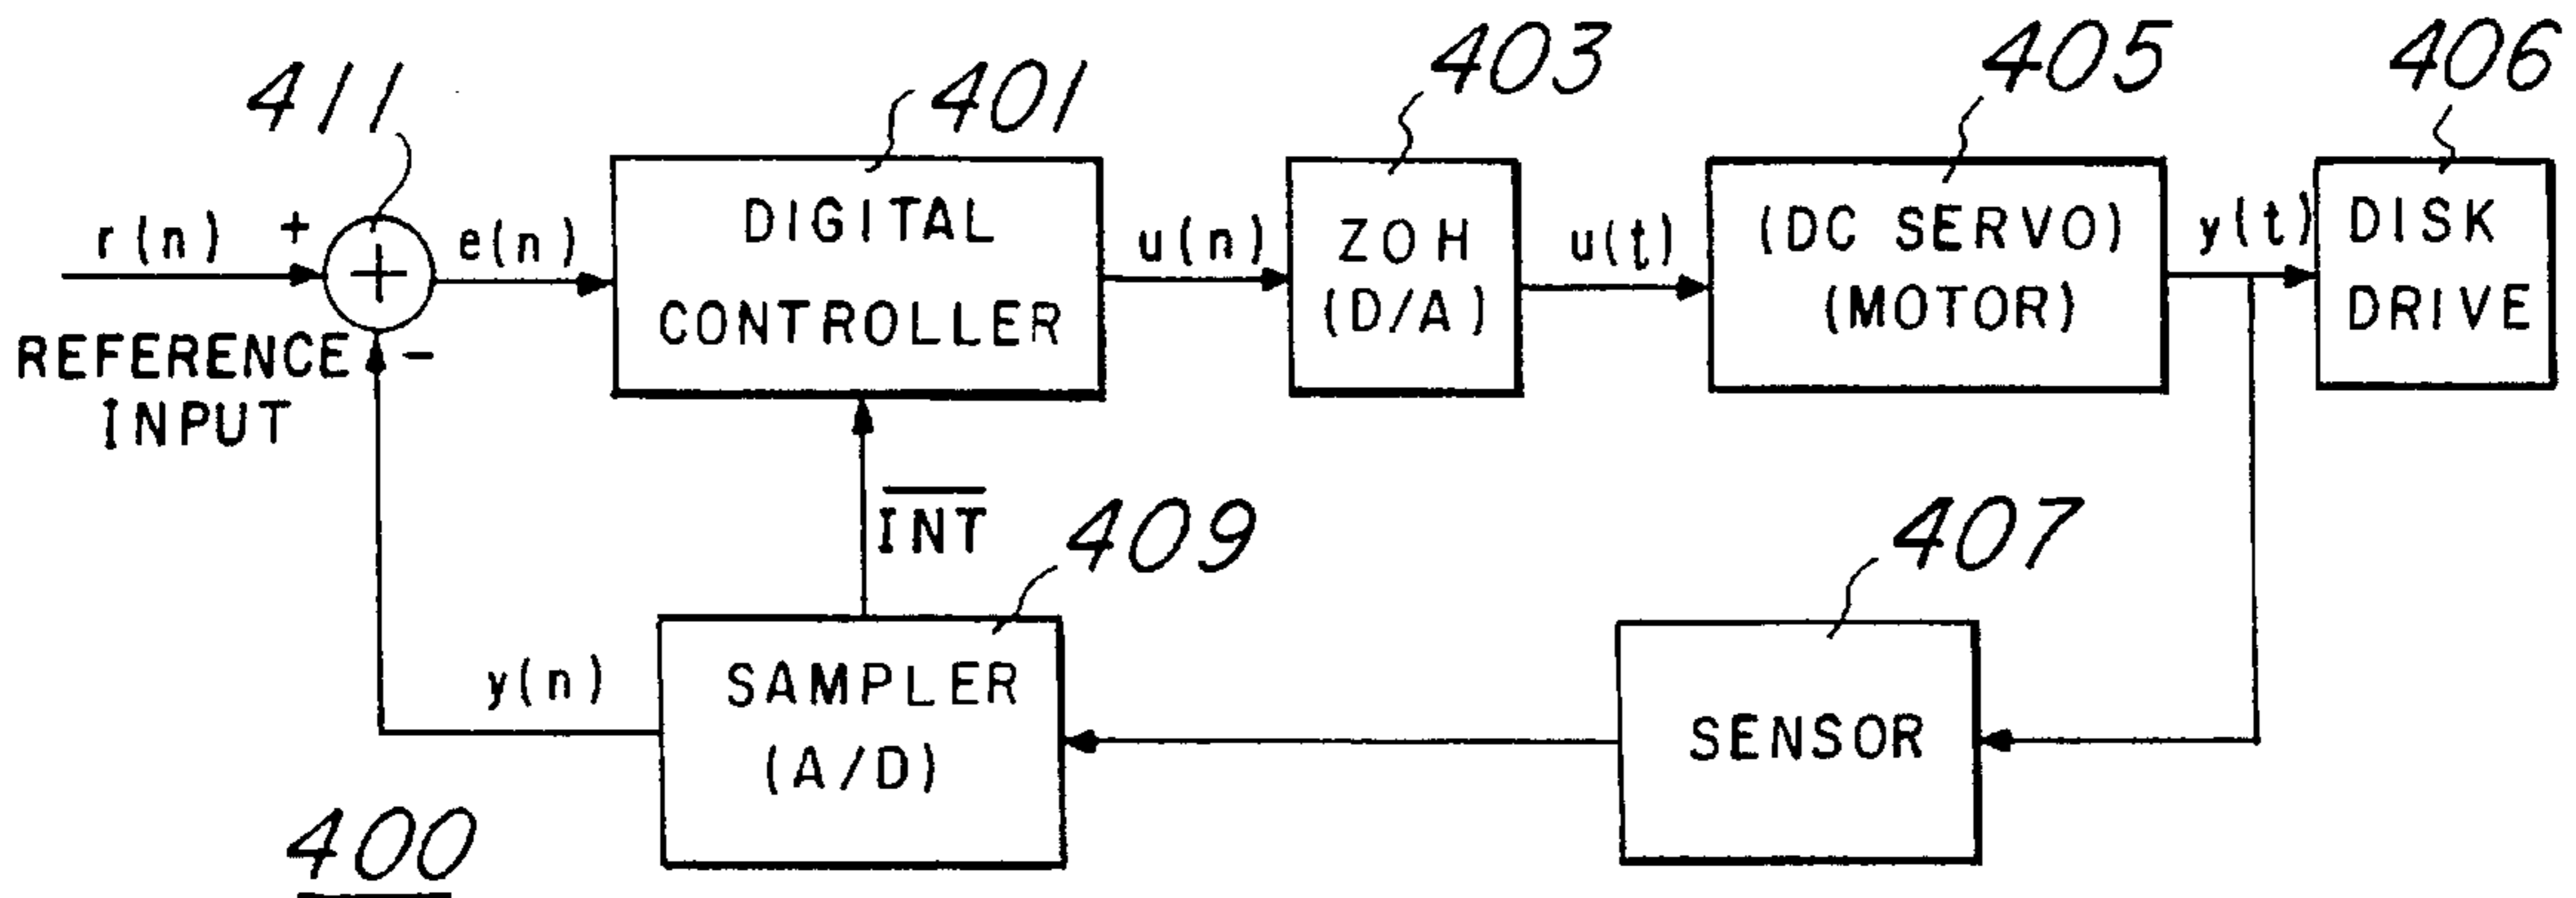 411
401
403
405
406
r(n)
+
+
e(n)
DIGITAL
CONTROLLER
u(n)
ZOH
(D/A)
u(t)
(DC SERVO)
(MOTOR)
y(t)
DISK
DRIVE
REFERENCE
INPUT
-
INT
409
407
y(n)
SAMPLER
(A/D)
SENSOR
400